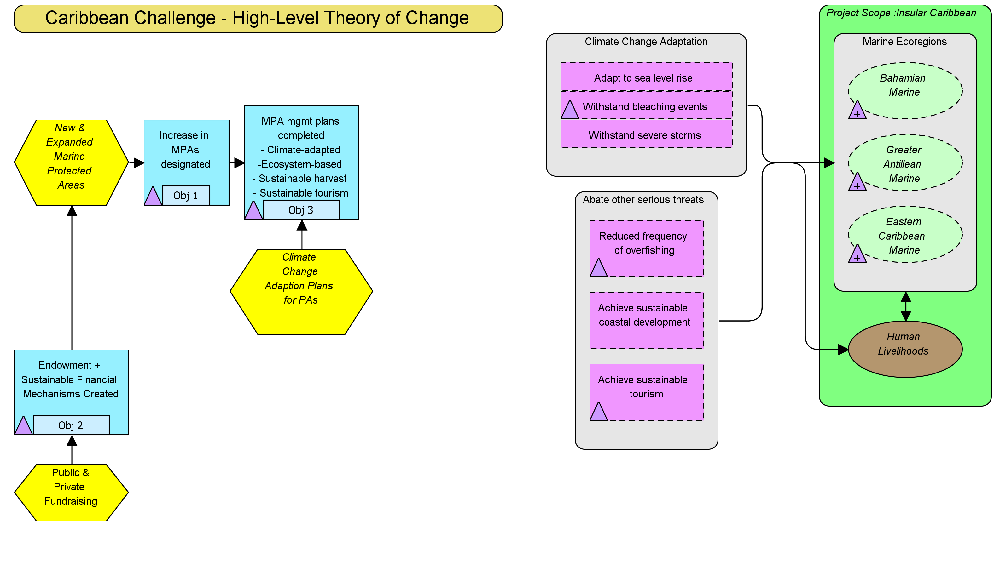 Caribbean Challenge - High-Level Theory of Change
New &
Expanded
Marine
Protected
Areas
Increase in
MPAs
designated
Obj 1
MPA mgmt plans
completed
- Climate-adapted
-Ecosystem-based
- Sustainable harvest
- Sustainable tourism
Obj 3
Climate
Change
Adaption Plans
for PAs
Endowment +
Sustainable Financial
Mechanisms Created
Obj 2
Public &
Private
Fundraising
Climate Change Adaptation
Adapt to sea level rise
Withstand bleaching events
Withstand severe storms
Abate other serious threats
Reduced frequency
of overfishing
Achieve sustainable
coastal development
Achieve sustainable
tourism
Project Scope :Insular Caribbean
Marine Ecoregions
Bahamian
Marine
+
Greater
Antillean
Marine
+
Eastern
Caribbean
Marine
+
Human
Livelihoods